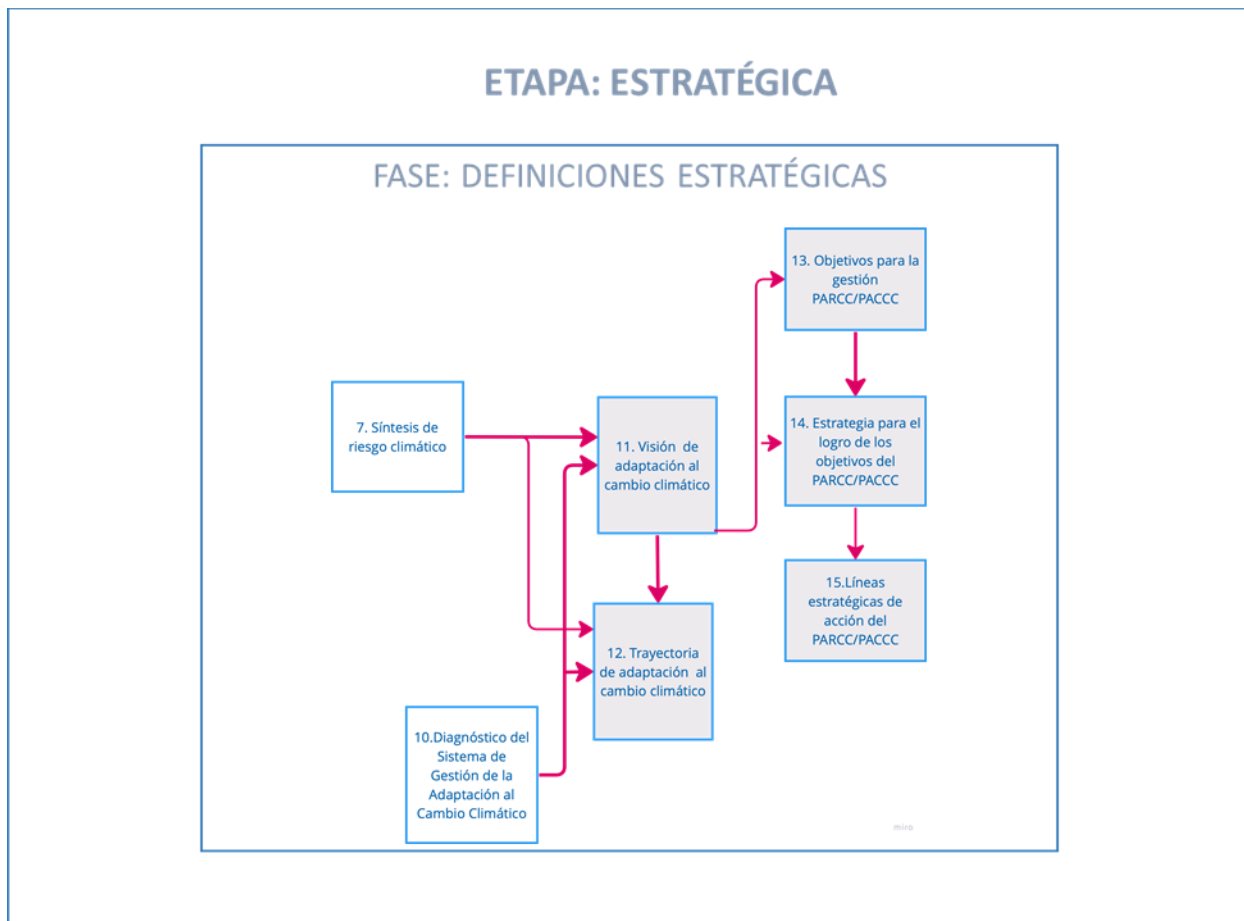 ETAPA: ESTRATÉGICA
FASE: DEFINICIONES ESTRATÉGICAS
13. Objetivos para la
gestión
PARCC/PACCC
7. Síntesis de
riesgo climático
11. Visión de
adaptación al
cambio climático
14. Estrategia para el
logro de los
objetivos del
PARCC/PACCC
15.Líneas
estratégicas de
acción del
PARCC/PACCC
12. Trayectoria
de adaptación al
cambio climático
10.Diagnóstico del
Sistema de
Gestión de la
Adaptación al
Cambio Climático
miro